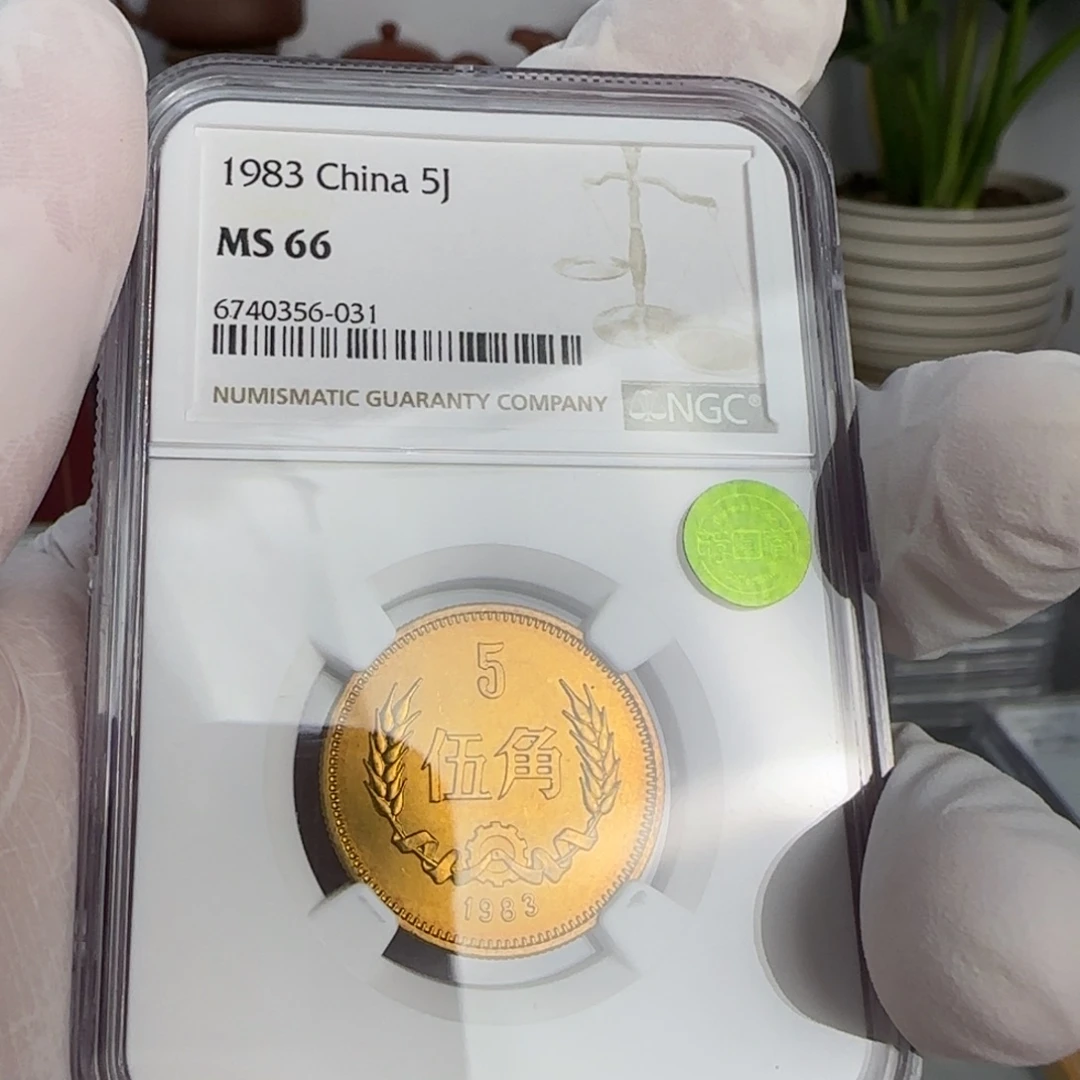 1983 China 5J
MS 66
6740356-031
NUMISMATIC GUARANTY COMPANY
NGC®
5
伍角
1983